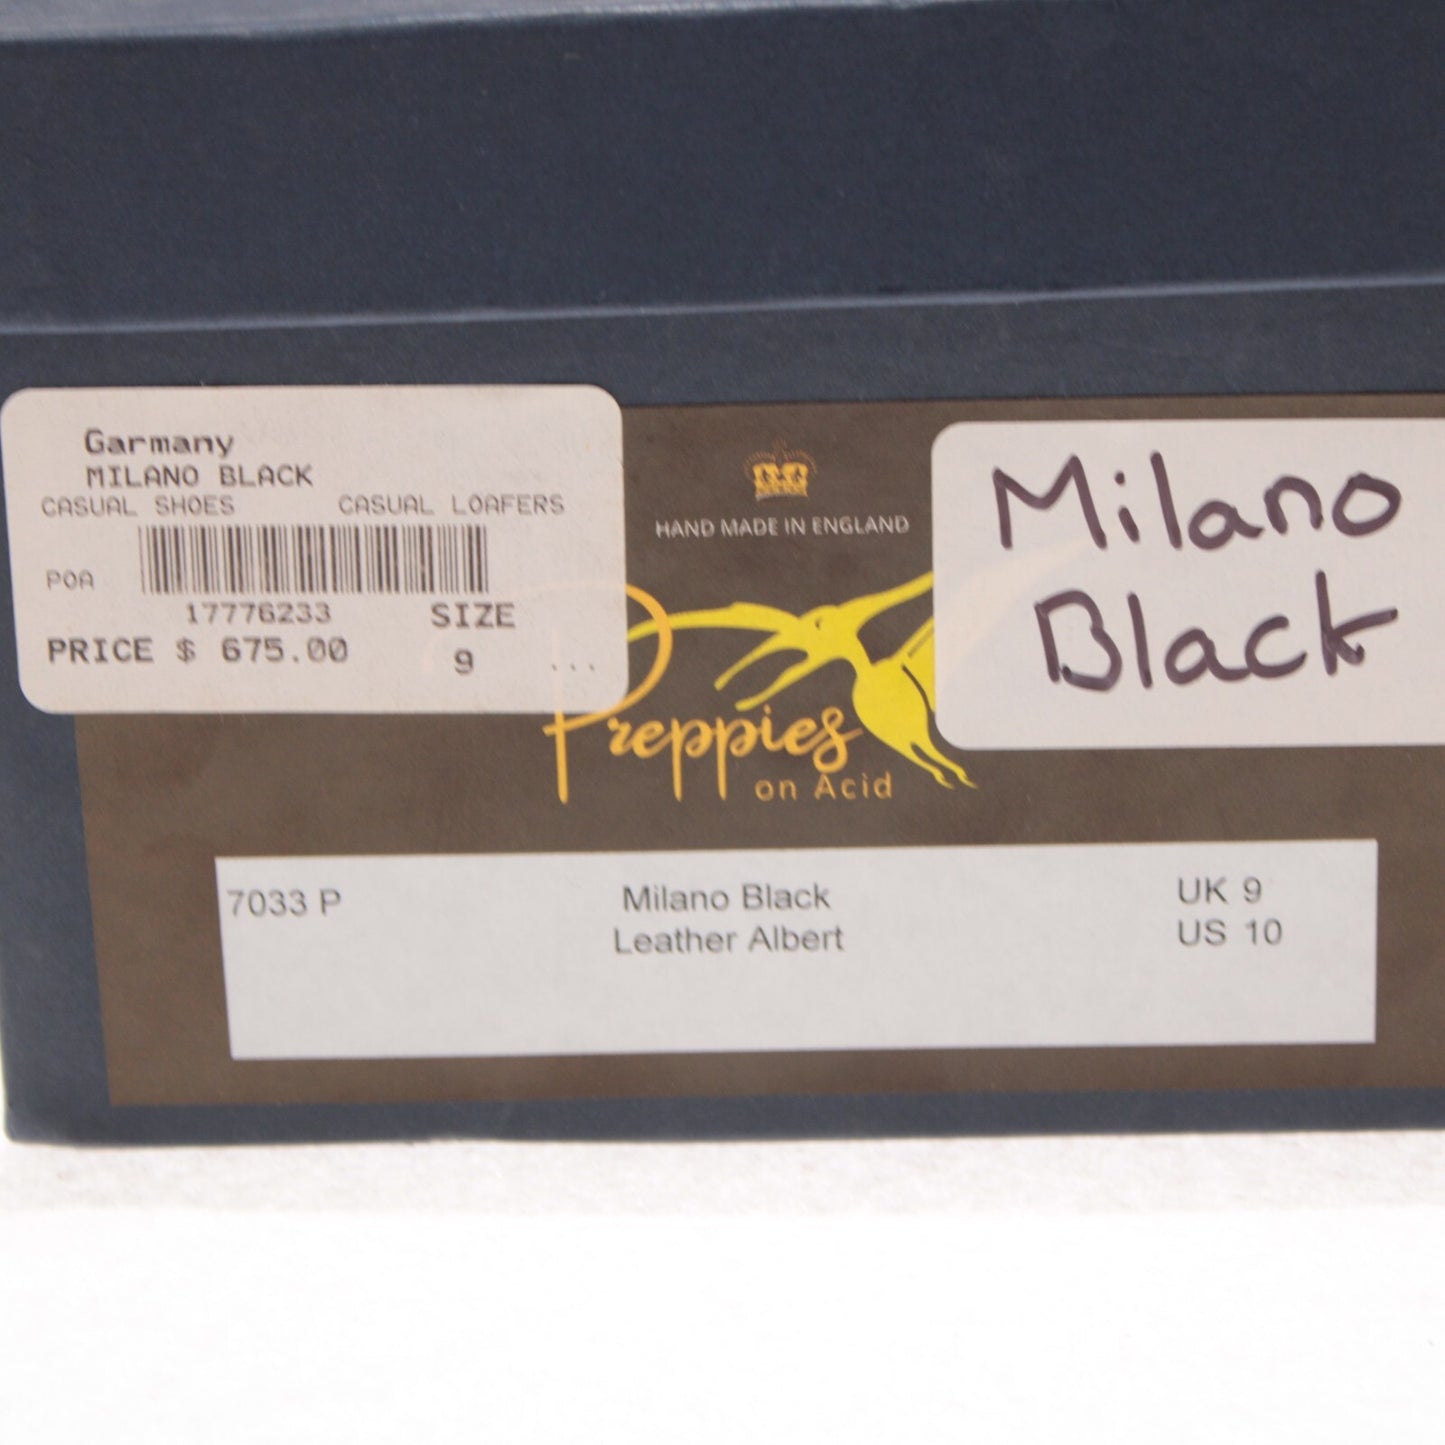 Garmany
MILANO BLACK
CASUAL SHOES CASUAL LOAFERS
POA
17776233 SIZE
PRICE $ 675.00 9 ...
HAND MADE IN ENGLAND
Preppies
on Acid
Milano
Black
7033 P Milano Black UK 9
Leather Albert US 10